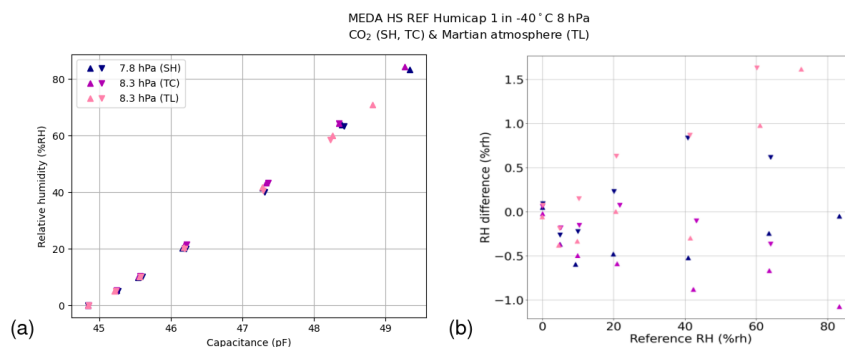 MEDA HS REF Humicap 1 in -40°C 8 hPa
CO₂ (SH, TC) & Martian atmosphere (TL)
7.8 hPa (SH)
8.3 hPa (TC)
8.3 hPa (TL)
Relative humidity (%RH)
80
60
40
20
0
45 46 47 48 49
Capacitance (pF)
(a)
RH difference (%rh)
1.5
1.0
0.5
0.0
−0.5
−1.0
0 20 40 60 80
Reference RH (%rh)
(b)